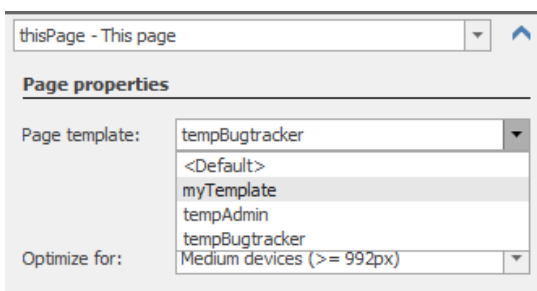 thisPage - This page
Page properties
Page template: tempBugtracker
<Default>
myTemplate
tempAdmin
tempBugtracker
Optimize for: Medium devices (>= 992px)